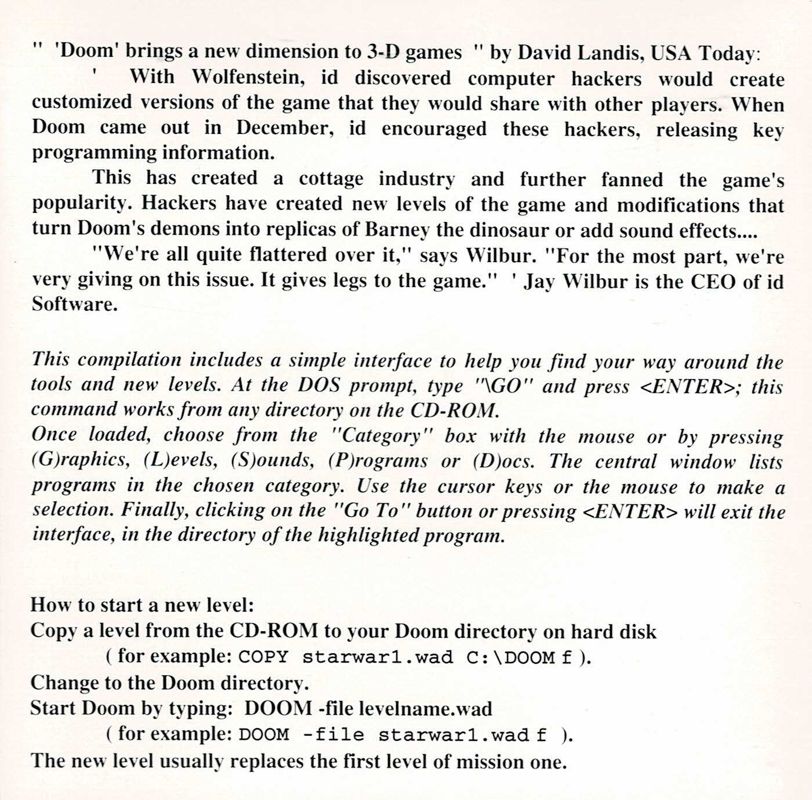 " 'Doom' brings a new dimension to 3-D games " by David Landis, USA Today:
' With Wolfenstein, id discovered computer hackers would create
customized versions of the game that they would share with other players. When
Doom came out in December, id encouraged these hackers, releasing key
programming information.
This has created a cottage industry and further fanned the game's
popularity. Hackers have created new levels of the game and modifications that
turn Doom's demons into replicas of Barney the dinosaur or add sound effects....
"We're all quite flattered over it," says Wilbur. "For the most part, we're
very giving on this issue. It gives legs to the game." ' Jay Wilbur is the CEO of id
Software.
This compilation includes a simple interface to help you find your way around the
tools and new levels. At the DOS prompt, type "\GO" and press <ENTER>; this
command works from any directory on the CD-ROM.
Once loaded, choose from the "Category" box with the mouse or by pressing
(G)raphics, (L)evels, (S)ounds, (P)rograms or (D)ocs. The central window lists
programs in the chosen category. Use the cursor keys or the mouse to make a
selection. Finally, clicking on the "Go To" button or pressing <ENTER> will exit the
interface, in the directory of the highlighted program.
How to start a new level:
Copy a level from the CD-ROM to your Doom directory on hard disk
( for example: COPY starwar1.wad C:\DOOM f ).
Change to the Doom directory.
Start Doom by typing: DOOM -file levelname.wad
( for example: DOOM -file starwar1.wad f ).
The new level usually replaces the first level of mission one.